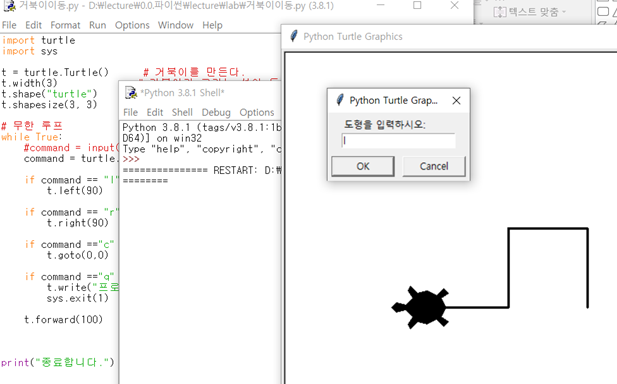 거북이이동.py - D:₩lecture₩0.0.파이썬₩lecture₩lab₩거북이이동.py (3.8.1)
File Edit Format Run Options Window Help
import turtle
import sys
t = turtle.Turtle() # 거북이를 만든다.
t.width(3)
t.shape("turtle")
t.shapesize(3, 3)
# 무한 루프
while True:
#command = input(
command = turtle.
if command == "l"
t.left(90)
if command == "r"
t.right(90)
if command =="c"
t.goto(0,0)
if command =="q"
t.write("프로
sys.exit(1)
t.forward(100)
print("종료합니다.")
*Python 3.8.1 Shell*
File Edit Shell Debug Options
Python 3.8.1 (tags/v3.8.1:1b
D64)] on win32
Type "help", "copyright", "c
>>>
=============== RESTART: D:₩
========
텍스트 맞춤
Python Turtle Graphics
Python Turtle Grap...
도형을 입력하시오:
OK Cancel